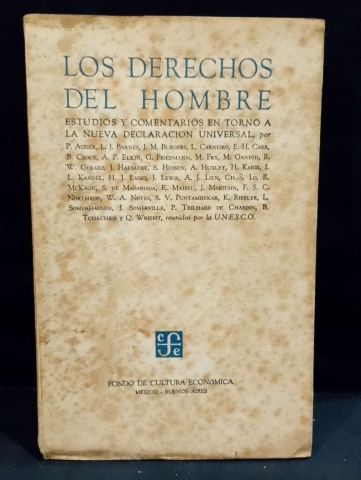 LOS DERECHOS
DEL HOMBRE
ESTUDIOS Y COMENTARIOS EN TORNO A
LA NUEVA DECLARACION UNIVERSAL, por
P. Auger, L. J. Barnes, J. M. Burgers, L. Carneiro, E. H. Carr,
B. Croce, A. P. Elkin, G. Friedmann, M. Fry, M. Gandhi, R.
W. Gerard, J. Haesaert, S. Hessen, A. Huxley, H. Kabir, I.
L. Kandel, H. J. Laski, J. Lewis, A. J. Lien, Ch.-S. Lo, R.
McKeon, S. de Madariaga, R. Maheu, J. Maritain, F. S. C.
Northrop, W. A. Noyes, S. V. Puntambekar, K. Riezler, L.
Somerhausen, J. Somerville, P. Teilhard de Chardin, B.
Tchechko y Q. Wright, reunidos por la U.N.E.S.C.O.
c f e
FONDO DE CULTURA ECONOMICA
MEXICO - BUENOS AIRES